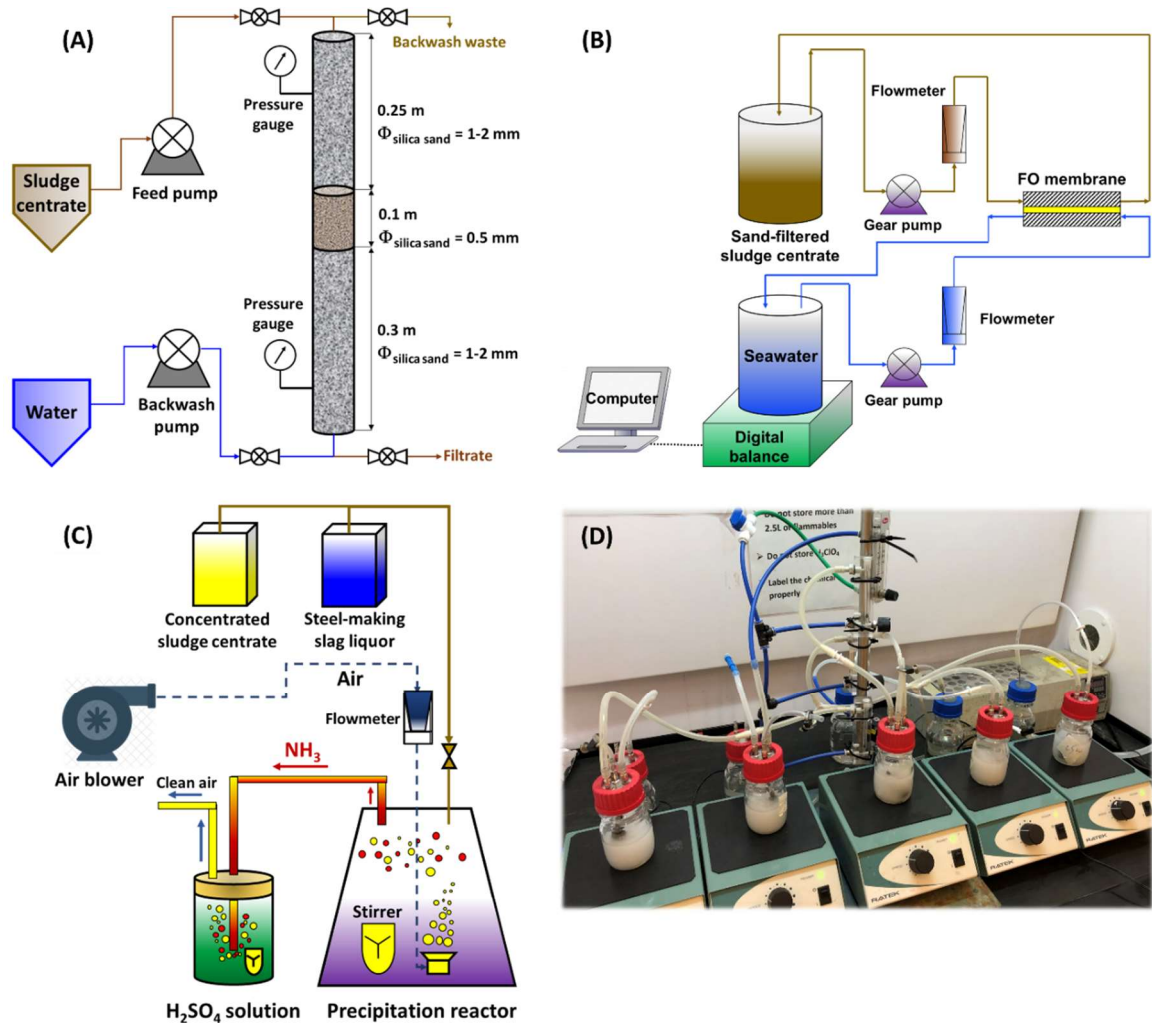 (A)
Backwash waste
Pressure
gauge
0.25 m
Φsilica sand = 1-2 mm
Feed pump
Sludge
centrate
0.1 m
Φsilica sand = 0.5 mm
Pressure
gauge
0.3 m
Φsilica sand = 1-2 mm
Water
Backwash
pump
Filtrate
(B)
Flowmeter
FO membrane
Gear pump
Sand-filtered
sludge centrate
Flowmeter
Seawater
Gear pump
Computer
Digital
balance
(C)
Concentrated
sludge centrate
Steel-making
slag liquor
Air
Flowmeter
Air blower
NH₃
Clean air
Stirrer
H₂SO₄ solution
Precipitation reactor
(D)
Do not store more than
2.5L of flammables
Label the chemical
properly
RATEK
RATEK
RATEK